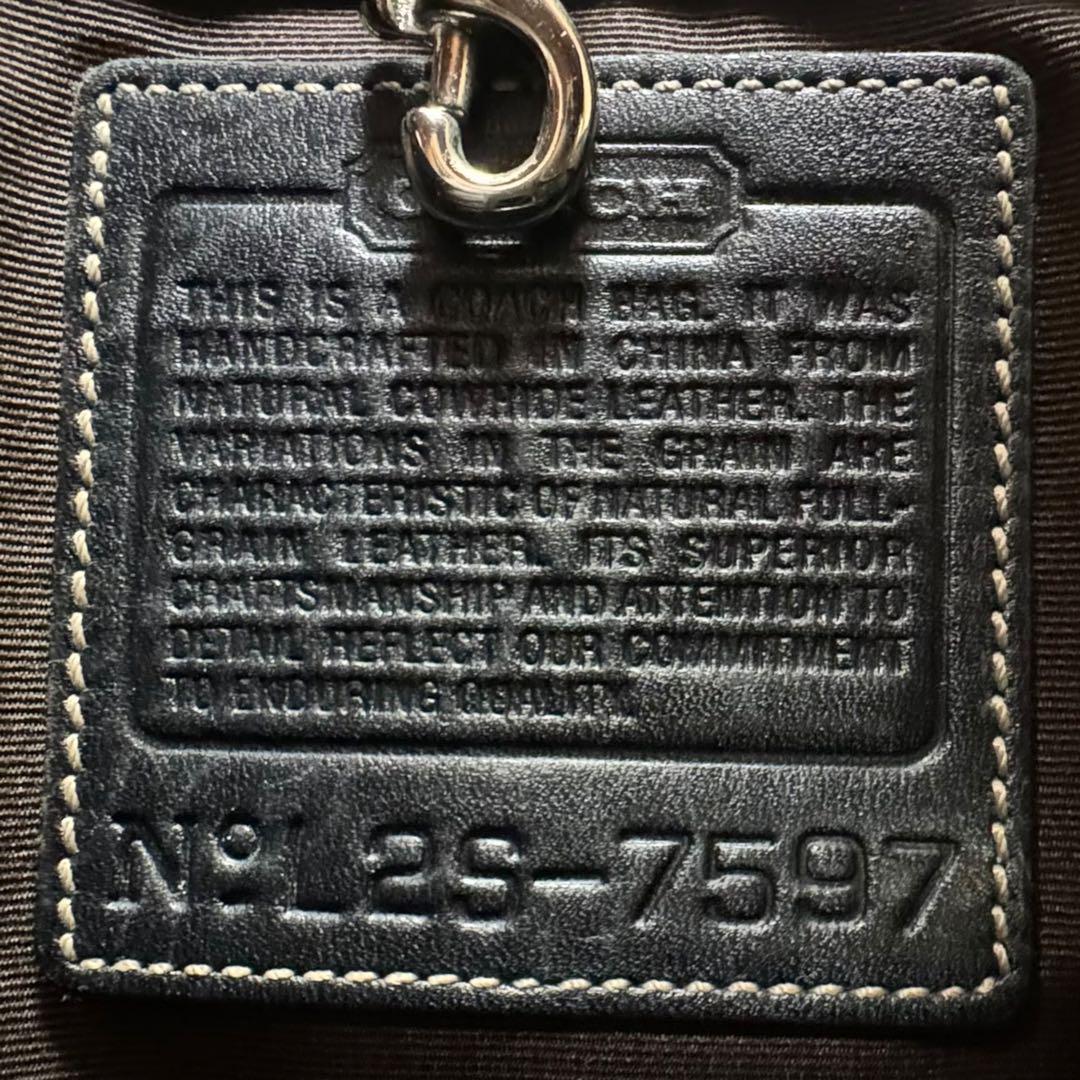 CH
THIS IS A COACH BAG. IT WAS
HANDCRAFTED IN CHINA FROM
NATURAL COWHIDE LEATHER. THE
VARIATIONS IN THE GRAIN ARE
CHARACTERISTIC OF NATURAL FULL-
GRAIN LEATHER. ITS SUPERIOR
CRAFTSMANSHIP AND ATTENTION TO
DETAIL REFLECT OUR COMMITMENT
TO ENDURING QUALITY.
Nº L2S-7597